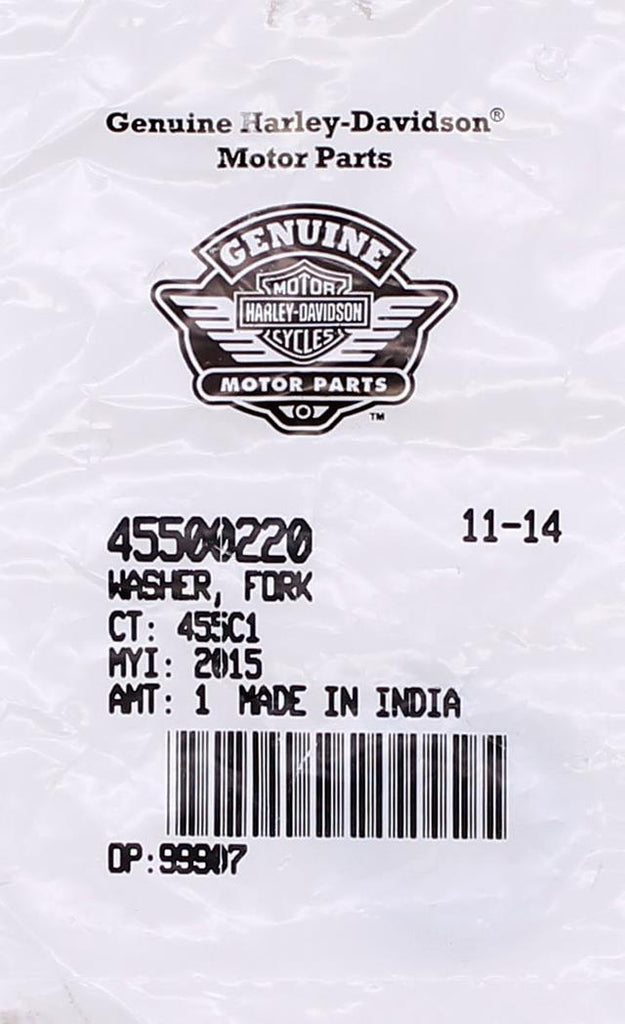 Genuine Harley-Davidson®
Motor Parts
GENUINE
MOTOR
HARLEY-DAVIDSON
CYCLES
MOTOR PARTS
™
45500220
11-14
WASHER, FORK
CT: 455C1
MYI: 2015
AMT: 1 MADE IN INDIA
OP:99907